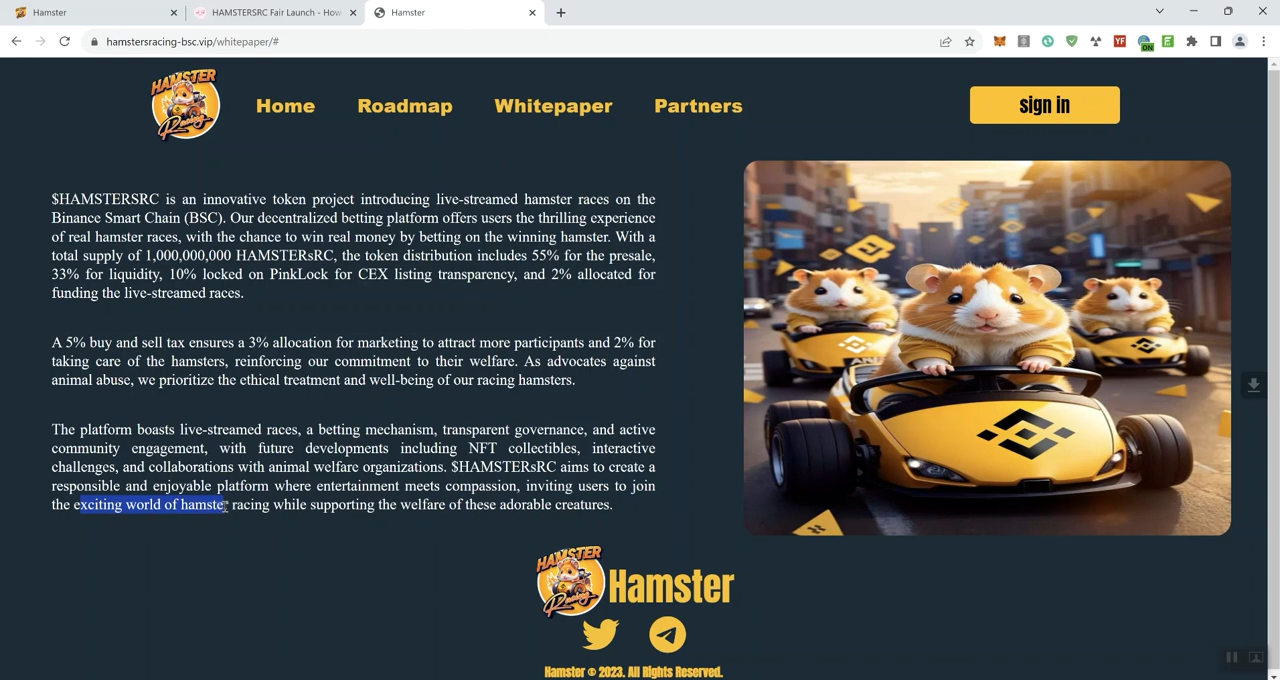 Hamster
HAMSTERSRC Fair Launch - How
Hamster
hamstersracing-bsc.vip/whitepaper/#
YF
ON
HAMSTER
Racing
Home
Roadmap
Whitepaper
Partners
sign in
$HAMSTERSRC is an innovative token project introducing live-streamed hamster races on the
Binance Smart Chain (BSC). Our decentralized betting platform offers users the thrilling experience
of real hamster races, with the chance to win real money by betting on the winning hamster. With a
total supply of 1,000,000,000 HAMSTERsRC, the token distribution includes 55% for the presale,
33% for liquidity, 10% locked on PinkLock for CEX listing transparency, and 2% allocated for
funding the live-streamed races.
A 5% buy and sell tax ensures a 3% allocation for marketing to attract more participants and 2% for
taking care of the hamsters, reinforcing our commitment to their welfare. As advocates against
animal abuse, we prioritize the ethical treatment and well-being of our racing hamsters.
The platform boasts live-streamed races, a betting mechanism, transparent governance, and active
community engagement, with future developments including NFT collectibles, interactive
challenges, and collaborations with animal welfare organizations. $HAMSTERsRC aims to create a
responsible and enjoyable platform where entertainment meets compassion, inviting users to join
the exciting world of hamster racing while supporting the welfare of these adorable creatures.
HAMSTER
Racing
Hamster
Hamster © 2023. All Rights Reserved.